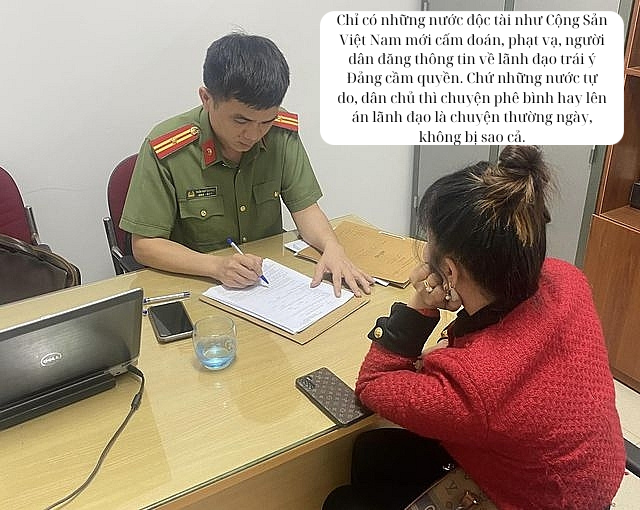 Chỉ có những nước độc tài như Cộng Sản
Việt Nam mới cấm đoán, phạt vạ, người
dân đăng thông tin về lãnh đạo trái ý
Đảng cầm quyền. Chứ những nước tự
do, dân chủ thì chuyện phê bình hay lên
án lãnh đạo là chuyện thường ngày,
không bị sao cả.
DELL